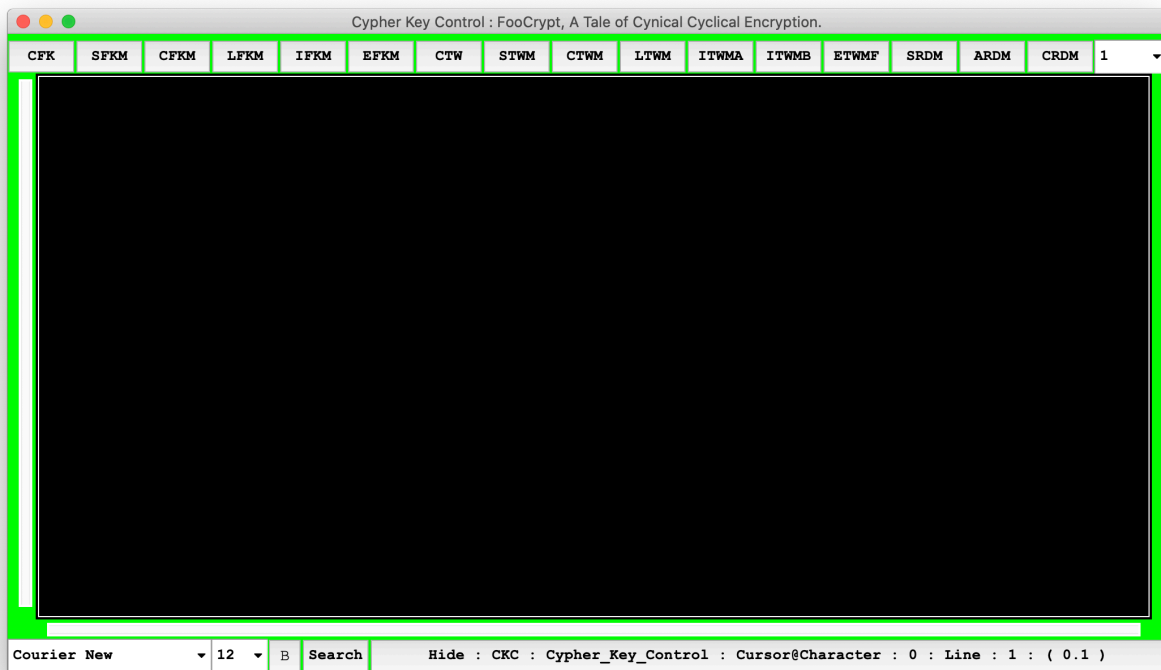 Cypher Key Control : FooCrypt, A Tale of Cynical Cyclical Encryption.
CFK SFKM CFKM LFKM IFKM EFKM CTW STWM CTWM LTWM ITWMA ITWMB ETWMF SRDM ARDM CRDM 1
Courier New 12 B Search Hide : CKC : Cypher_Key_Control : Cursor@Character : 0 : Line : 1 : ( 0.1 )